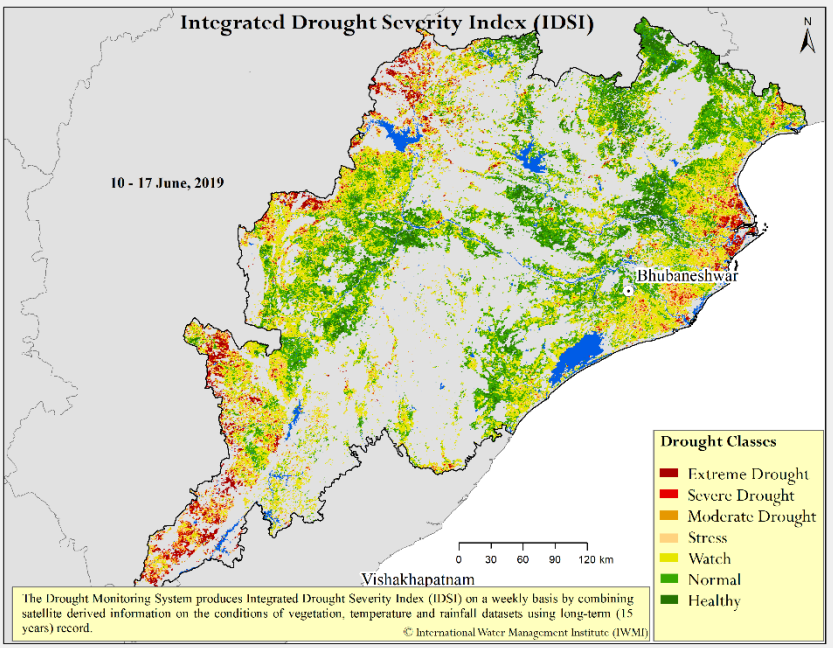 Integrated Drought Severity Index (IDSI)
N
10 - 17 June, 2019
Bhubaneshwar
Drought Classes
Extreme Drought
Severe Drought
Moderate Drought
Stress
Watch
Normal
Healthy
0 30 60 90 120 km
Vishakhapatnam
The Drought Monitoring System produces Integrated Drought Severity Index (IDSI) on a weekly basis by combining
satellite derived information on the conditions of vegetation, temperature and rainfall datasets using long-term (15
years) record.
© International Water Management Institute (IWMI)